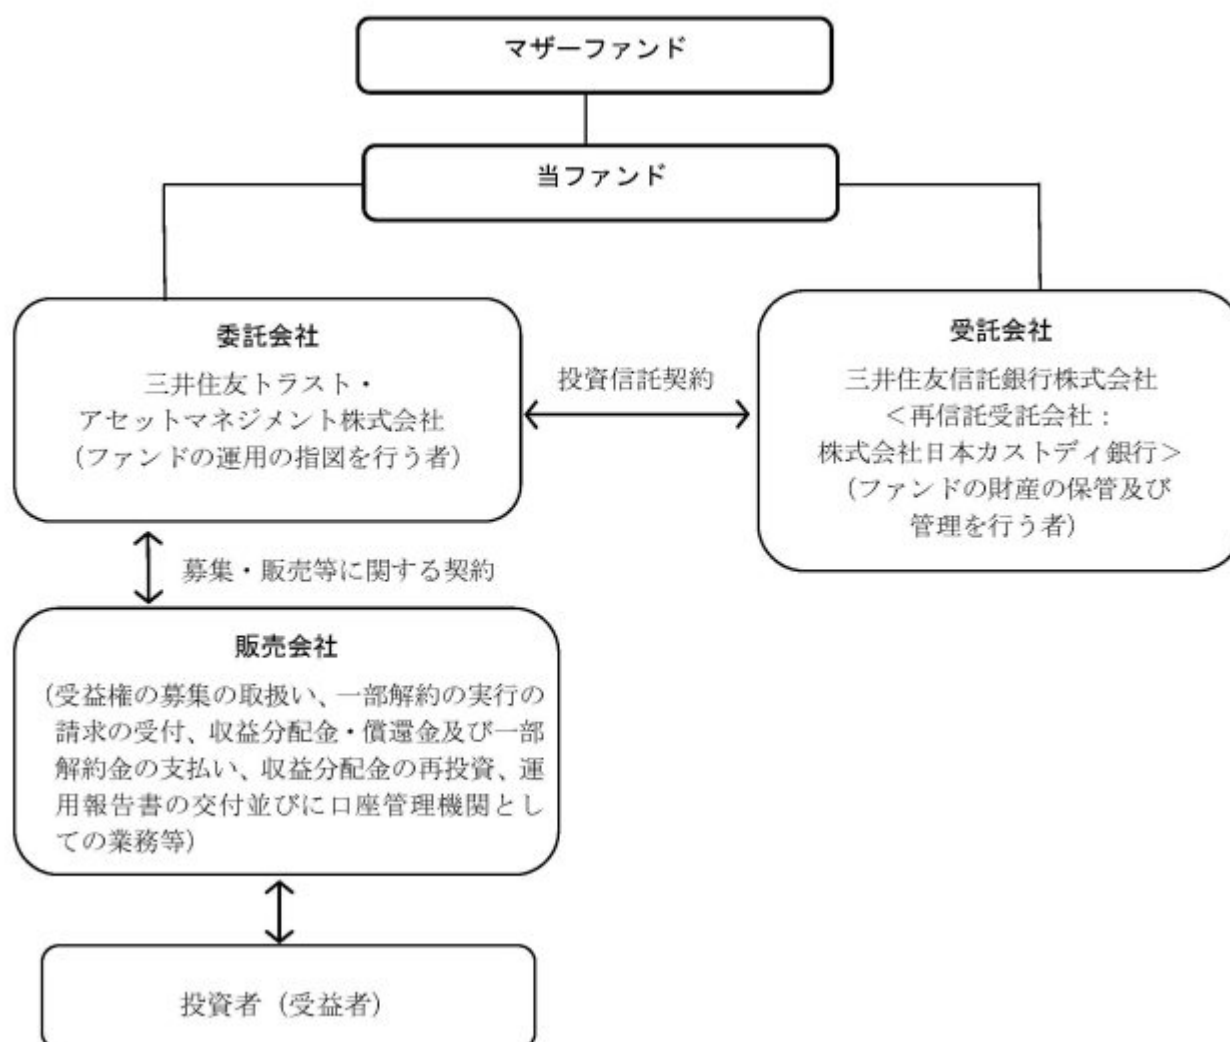 マザーファンド
当ファンド
委託会社
三井住友トラスト・
アセットマネジメント株式会社
（ファンドの運用の指図を行う者）
投資信託契約
受託会社
三井住友信託銀行株式会社
＜再信託受託会社：
株式会社日本カストディ銀行＞
（ファンドの財産の保管及び
管理を行う者）
募集・販売等に関する契約
販売会社
（受益権の募集の取扱い、一部解約の実行の
請求の受付、収益分配金・償還金及び一部
解約金の支払い、収益分配金の再投資、運
用報告書の交付並びに口座管理機関とし
ての業務等）
投資者（受益者）